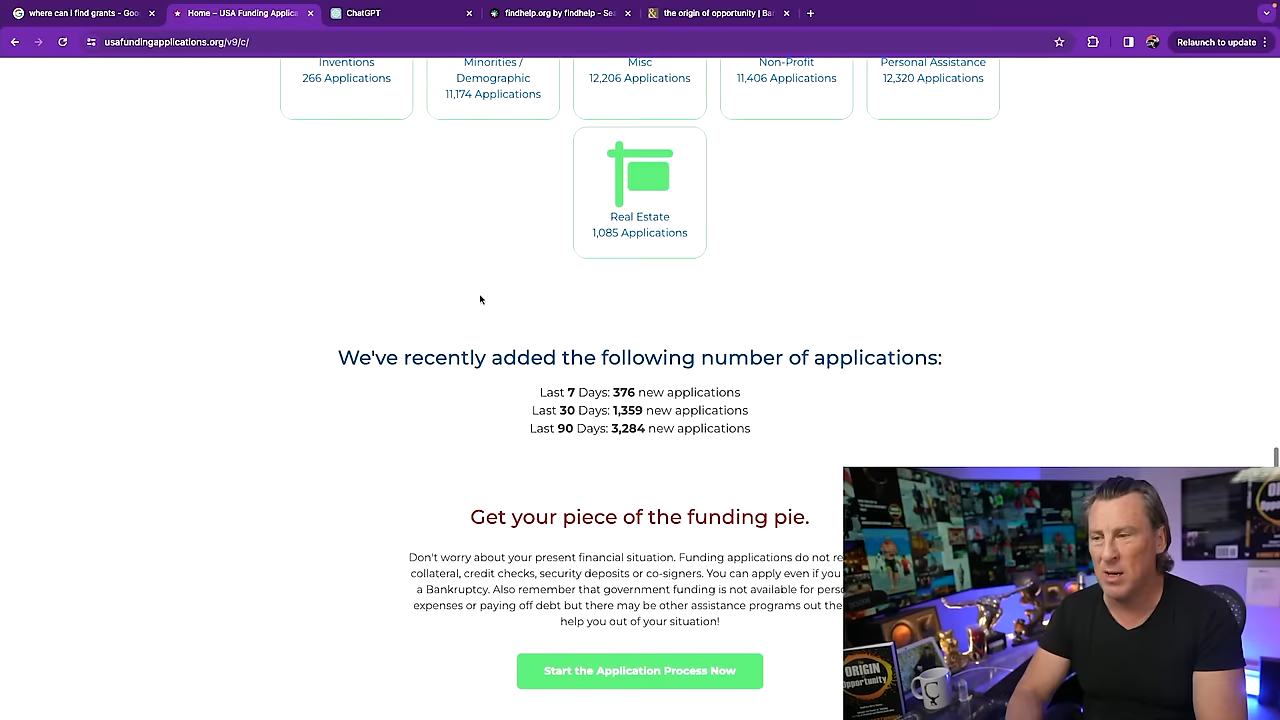 where can i find grants - Goo
Home – USA Funding Applica
ChatGPT
findhelp.org by findhelp - Sea
the origin of opportunity | Ba
usafundingapplications.org/v9/c/
Relaunch to update
Inventions
266 Applications
Minorities /
Demographic
11,174 Applications
Misc
12,206 Applications
Non-Profit
11,406 Applications
Personal Assistance
12,320 Applications
Real Estate
1,085 Applications
We've recently added the following number of applications:
Last 7 Days: 376 new applications
Last 30 Days: 1,359 new applications
Last 90 Days: 3,284 new applications
Get your piece of the funding pie.
Don't worry about your present financial situation. Funding applications do not re
collateral, credit checks, security deposits or co-signers. You can apply even if you
a Bankruptcy. Also remember that government funding is not available for perso
expenses or paying off debt but there may be other assistance programs out the
help you out of your situation!
Start the Application Process Now
ORIGIN
Opportunity